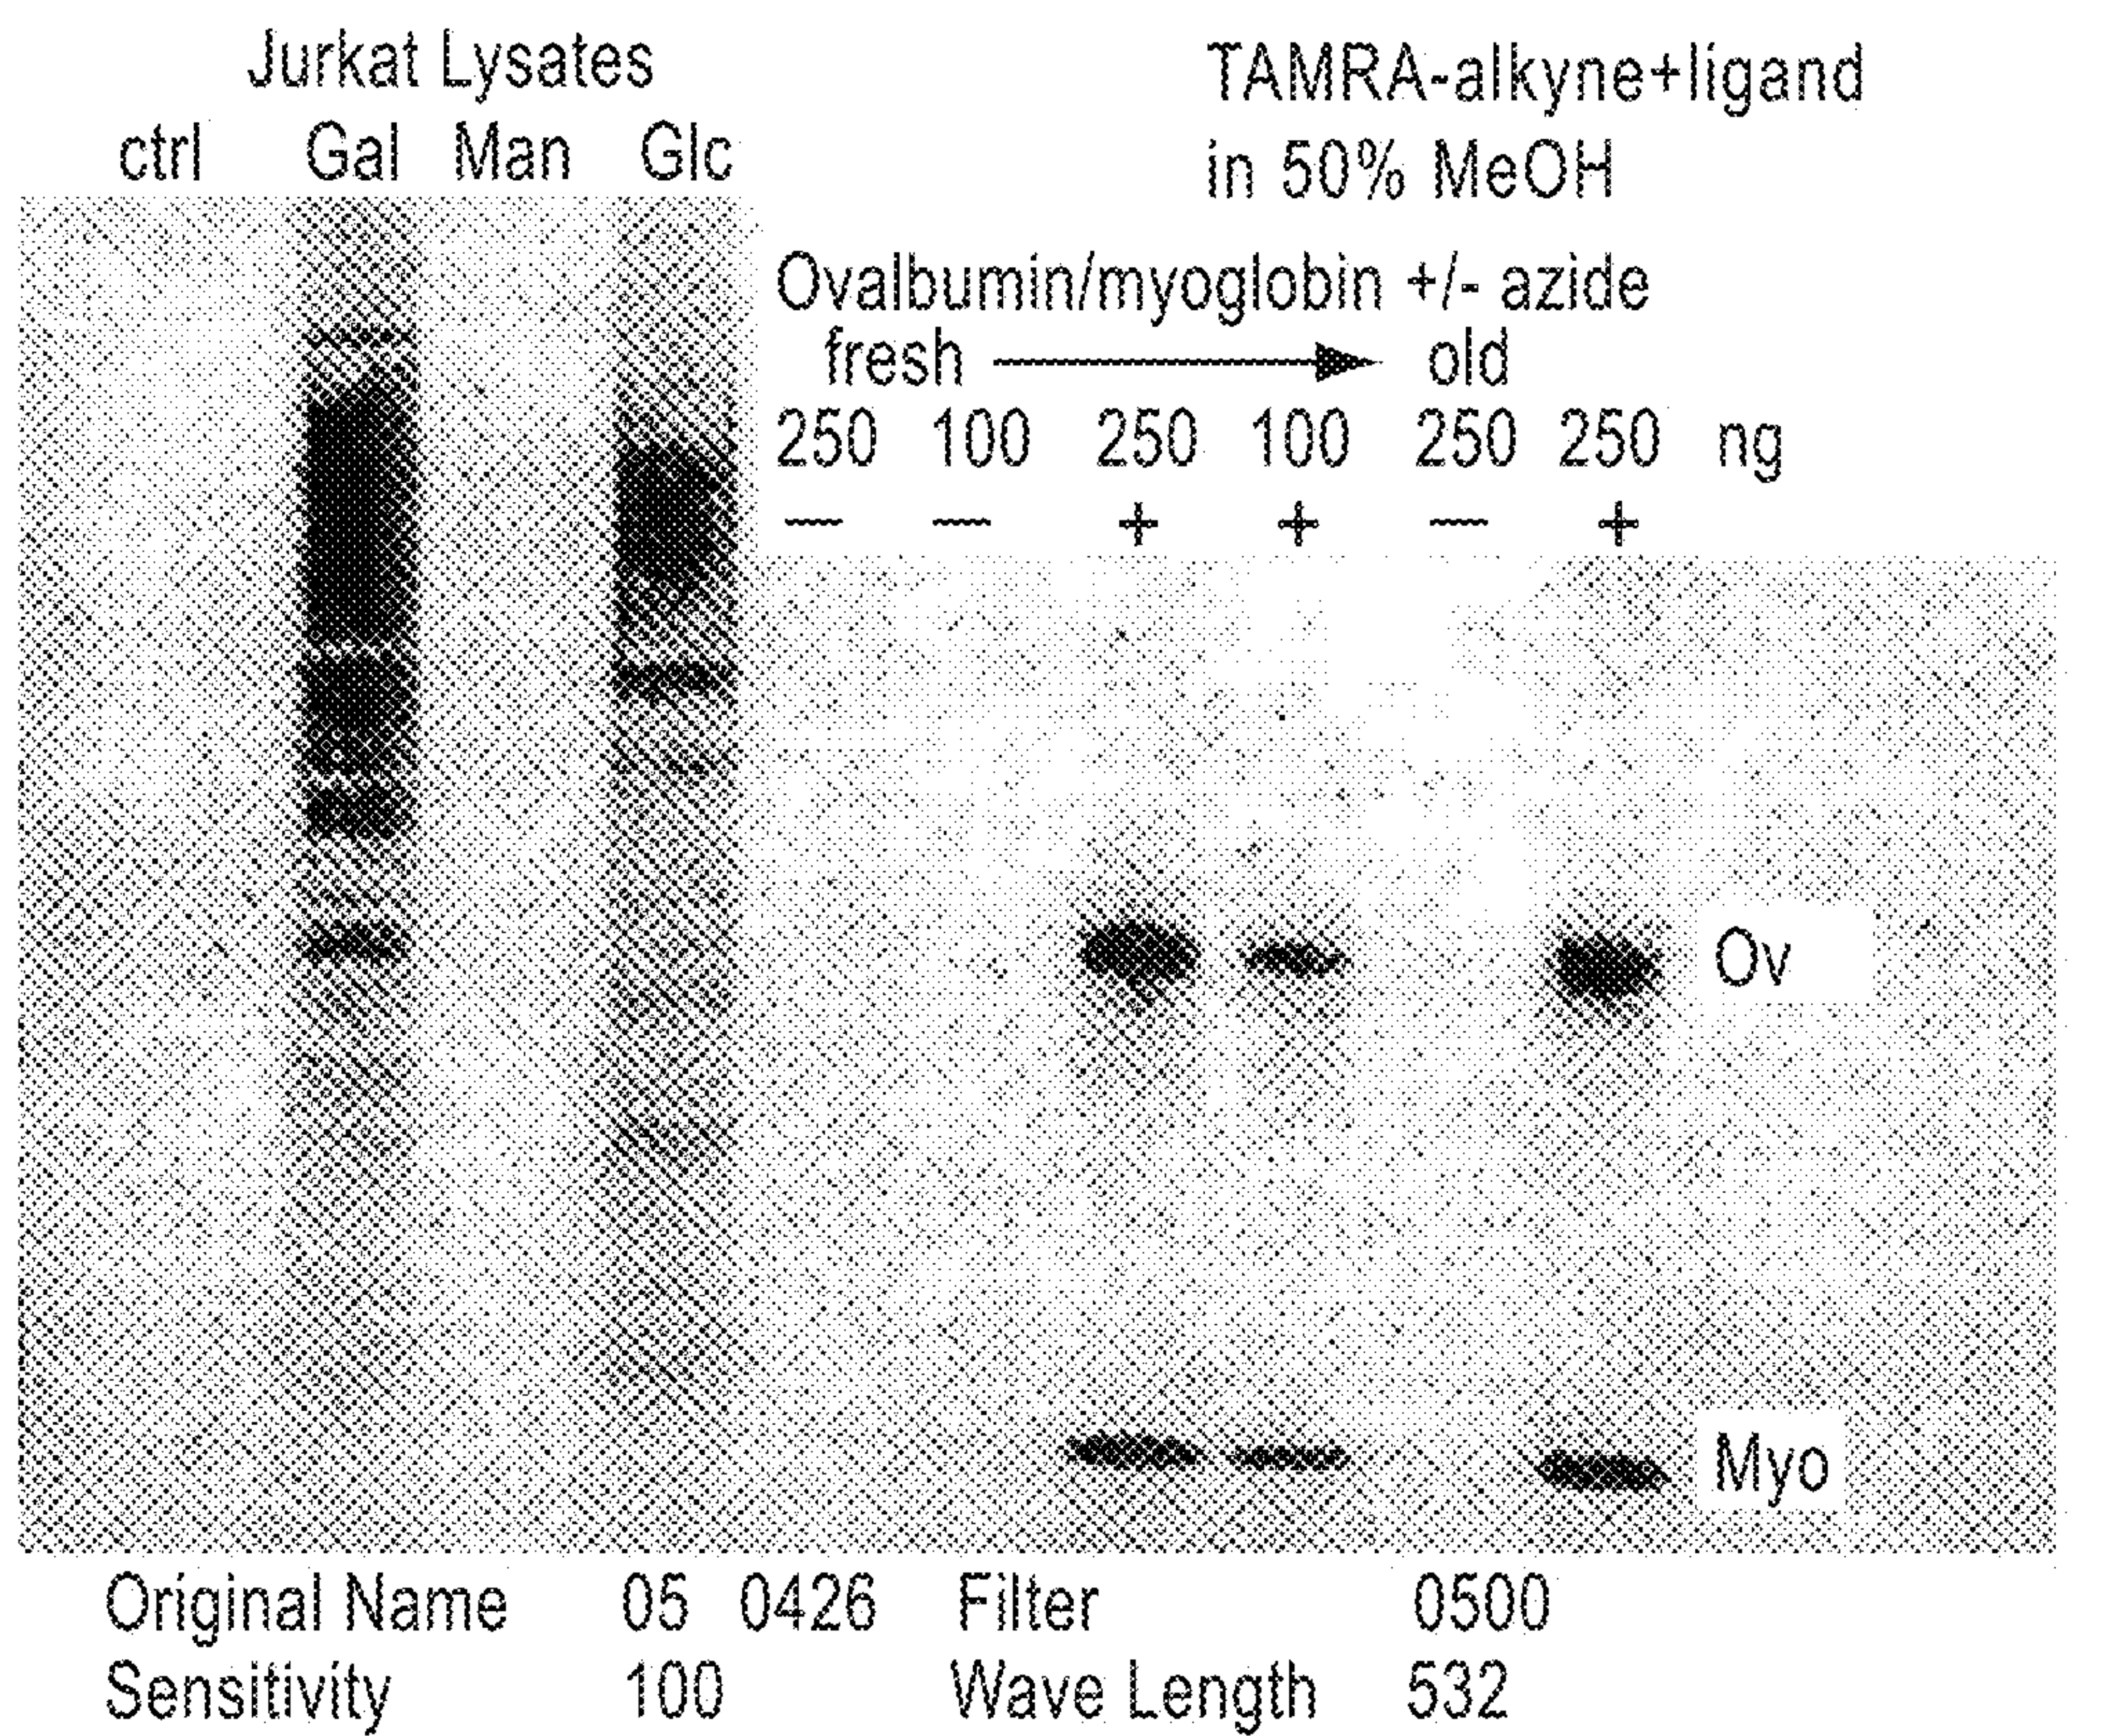 Jurkat Lysates
ctrl Gal Man Glc
TAMRA-alkyne+ligand
in 50% MeOH
Ovalbumin/myoglobin +/- azide
fresh old
250 100 250 100 250 250 ng
— — + + — +
Ov
Myo
Original Name 05 0426 Filter 0500
Sensitivity 100 Wave Length 532